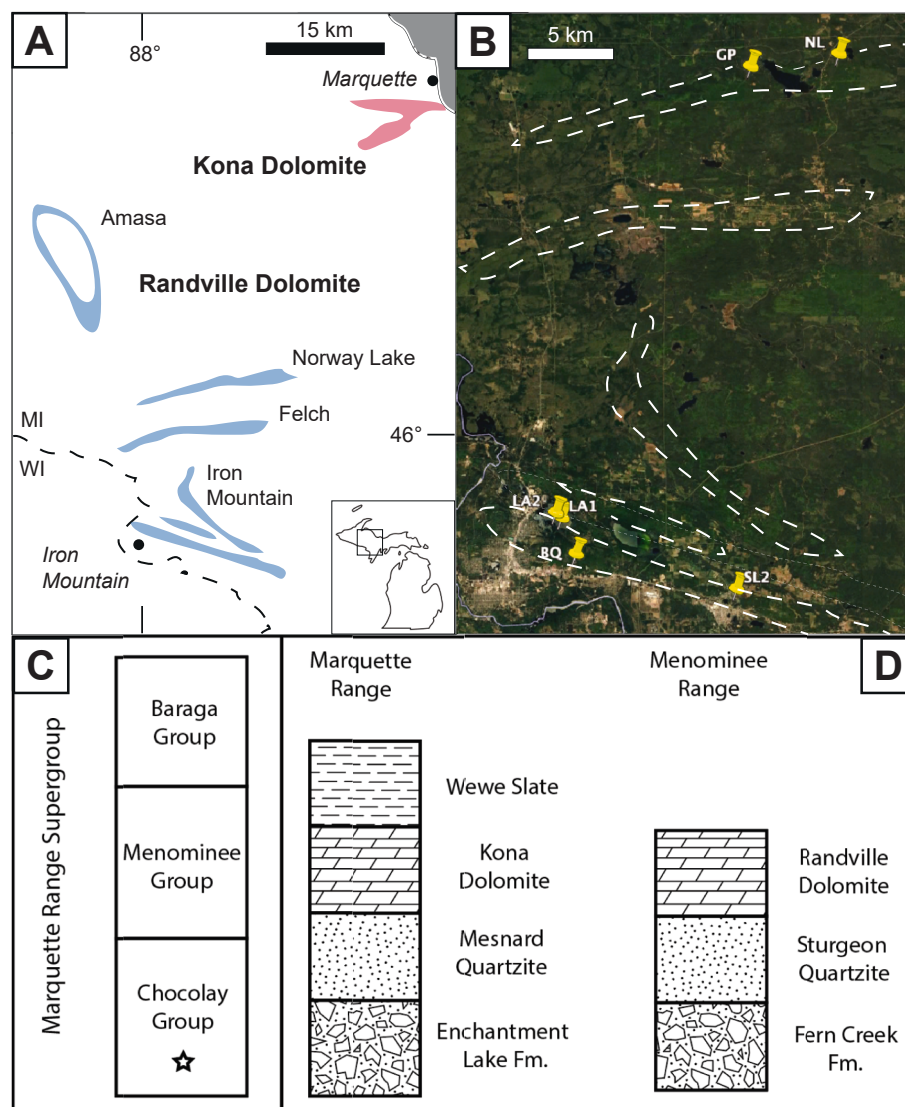 A
88°
15 km
Marquette
Kona Dolomite
Amasa
Randville Dolomite
Norway Lake
Felch
46°
MI
WI
Iron
Mountain
Iron
Mountain
B
5 km
GP
NL
LA2
LA1
BQ
SL2
C
Marquette Range Supergroup
Baraga
Group
Menominee
Group
Chocolay
Group
D
Marquette
Range
Menominee
Range
Wewe Slate
Kona
Dolomite
Mesnard
Quartzite
Enchantment
Lake Fm.
Randville
Dolomite
Sturgeon
Quartzite
Fern Creek
Fm.